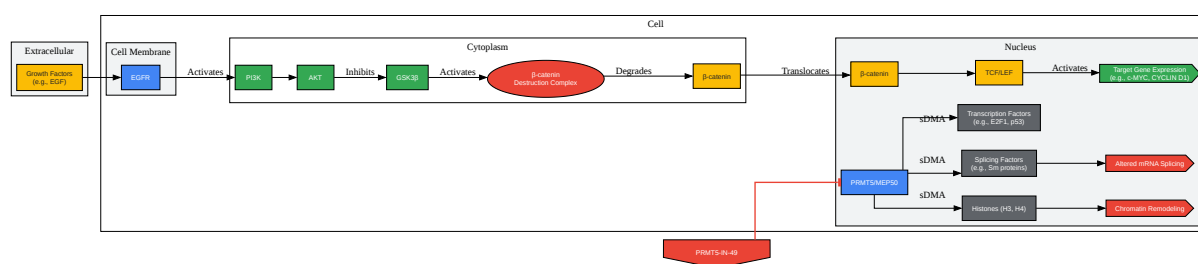 Cell
Extracellular
Growth Factors
(e.g., EGF)
Cell Membrane
EGFR
Activates
Cytoplasm
PI3K
AKT
Inhibits
GSK3β
Activates
β-catenin
Destruction Complex
Degrades
β-catenin
Translocates
Nucleus
β-catenin
TCF/LEF
Activates
Target Gene Expression
(e.g., c-MYC, CYCLIN D1)
sDMA
Transcription Factors
(e.g., E2F1, p53)
sDMA
Splicing Factors
(e.g., Sm proteins)
Altered mRNA Splicing
PRMT5/MEP50
sDMA
Histones (H3, H4)
Chromatin Remodeling
PRMT5-IN-49